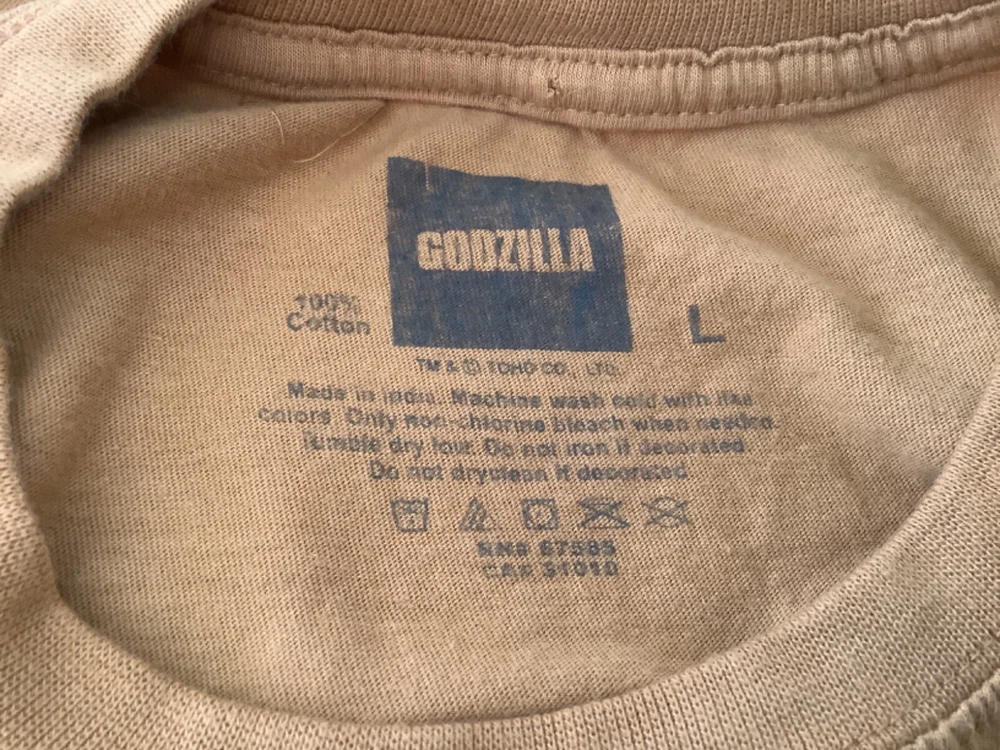 GODZILLA
100%
Cotton
L
TM & © TOHO CO., LTD.
Made in India. Machine wash cold with like
colors. Only non-chlorine bleach when needed.
Tumble dry low. Do not iron if decorated
Do not dryclean if decorated
RN# 67585
CA# 31010